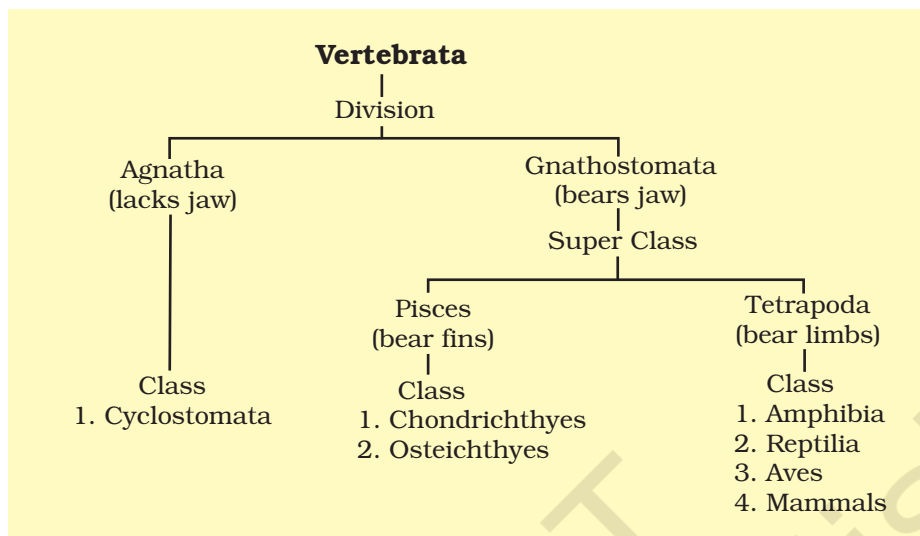 Vertebrata
Division
Agnatha
(lacks jaw)
Gnathostomata
(bears jaw)
Super Class
Pisces
(bear fins)
Tetrapoda
(bear limbs)
Class
1. Cyclostomata
Class
1. Chondrichthyes
2. Osteichthyes
Class
1. Amphibia
2. Reptilia
3. Aves
4. Mammals